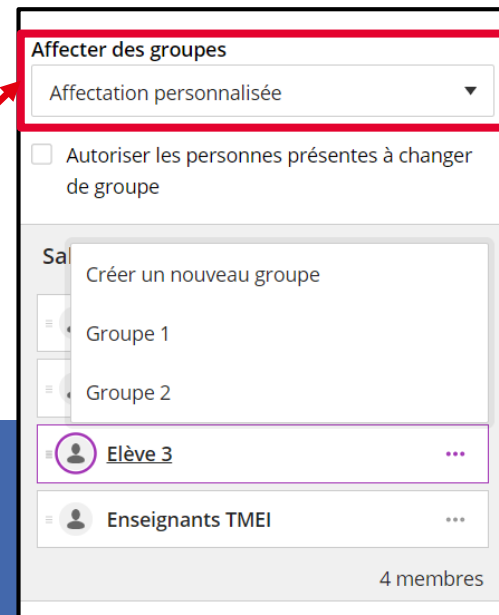 Affecter des groupes
Affectation personnalisée
Autoriser les personnes présentes à changer
de groupe
Sal
Créer un nouveau groupe
Groupe 1
Groupe 2
Elève 3
Enseignants TMEI
4 membres